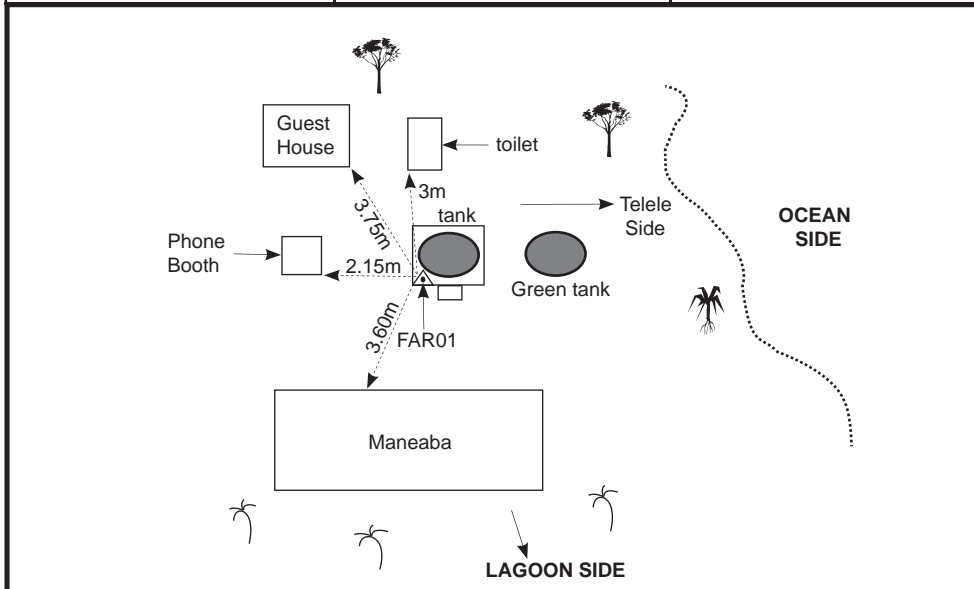 Guest
House
toilet
3m
3.75m
tank
Telele
Side
OCEAN
SIDE
Phone
Booth
2.15m
Green tank
3.60m
FAR01
Maneaba
LAGOON SIDE